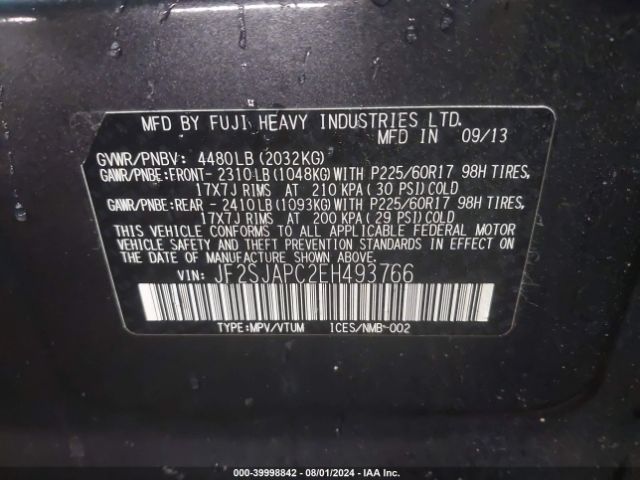 MFD BY FUJI HEAVY INDUSTRIES LTD.
MFD IN 09/13
GVWR/PNBV: 4480LB (2032KG)
GAWR/PNBE:FRONT- 2310LB (1048KG) WITH P225/60R17 98H TIRES,
17X7J RIMS AT 210 KPA ( 30 PSI) COLD
GAWR/PNBE:REAR - 2410LB (1093KG) WITH P225/60R17 98H TIRES,
17X7J RIMS AT 200 KPA ( 29 PSI) COLD
THIS VEHICLE CONFORMS TO ALL APPLICABLE FEDERAL MOTOR
VEHICLE SAFETY AND THEFT PREVENTION STANDARDS IN EFFECT ON
THE DATE OF MANUFACTURE SHOWN ABOVE.
VIN: JF2SJAPC2EH493766
TYPE:MPV/VTUM ICES/NMB-002
000-39998842 - 08/01/2024 - IAA Inc.